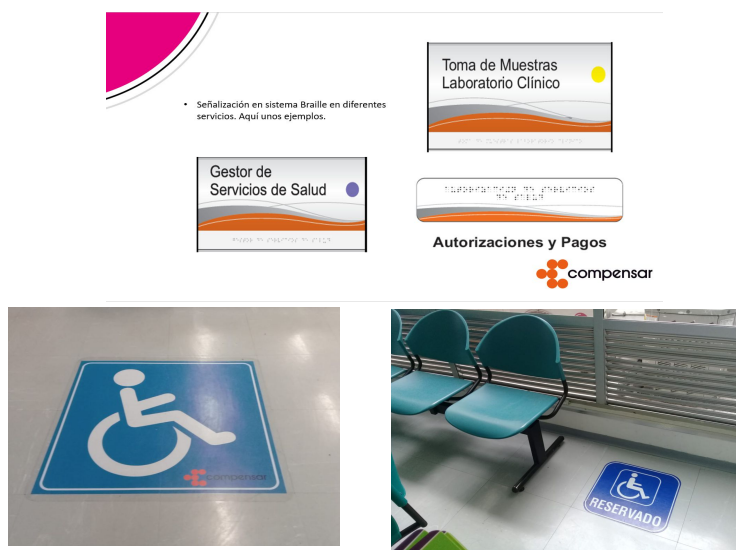 • Señalización en sistema Braille en diferentes
servicios. Aquí unos ejemplos.
Toma de Muestras
Laboratorio Clínico
Gestor de
Servicios de Salud
Autorizaciones y Pagos
compensar
compensar
RESERVADO